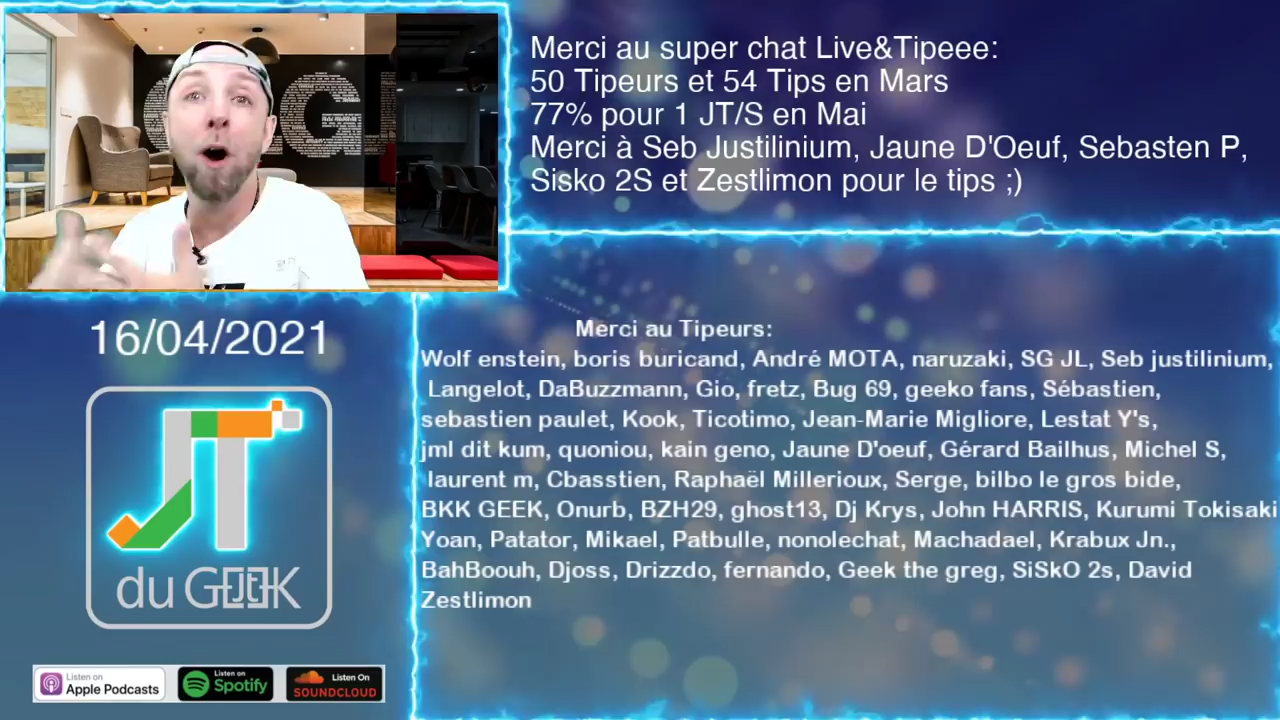 Merci au super chat Live&Tipeee:
50 Tipeurs et 54 Tips en Mars
77% pour 1 JT/S en Mai
Merci à Seb Justilinium, Jaune D'Oeuf, Sebasten P,
Sisko 2S et Zestlimon pour le tips ;)
16/04/2021
JT
du GEEK
Listen on
Apple Podcasts
Listen on
Spotify
Listen On
SOUNDCLOUD
Merci au Tipeurs:
Wolf enstein, boris buricand, André MOTA, naruzaki, SG JL, Seb justilinium,
Langelot, DaBuzzmann, Gio, fretz, Bug 69, geeko fans, Sébastien,
sebastien paulet, Kook, Ticotimo, Jean-Marie Migliore, Lestat Y's,
jml dit kum, quoniou, kain geno, Jaune D'oeuf, Gérard Bailhus, Michel S,
laurent m, Cbasstien, Raphaël Millerioux, Serge, bilbo le gros bide,
BKK GEEK, Onurb, BZH29, ghost13, Dj Krys, John HARRIS, Kurumi Tokisaki
Yoan, Patator, Mikael, Patbulle, nonolechat, Machadael, Krabux Jn.,
BahBoouh, Djoss, Drizzdo, fernando, Geek the greg, SiSkO 2s, David
Zestlimon